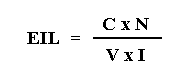 C x N
EIL =
V x I